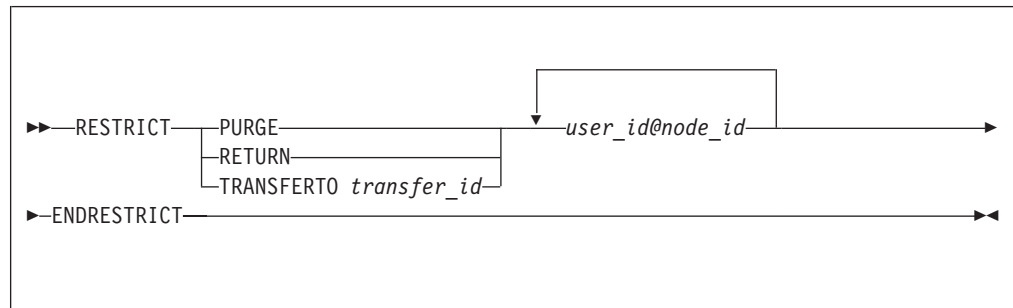 RESTRICT PURGE user_id@node_id
RETURN
TRANSFERTO transfer_id
ENDRESTRICT